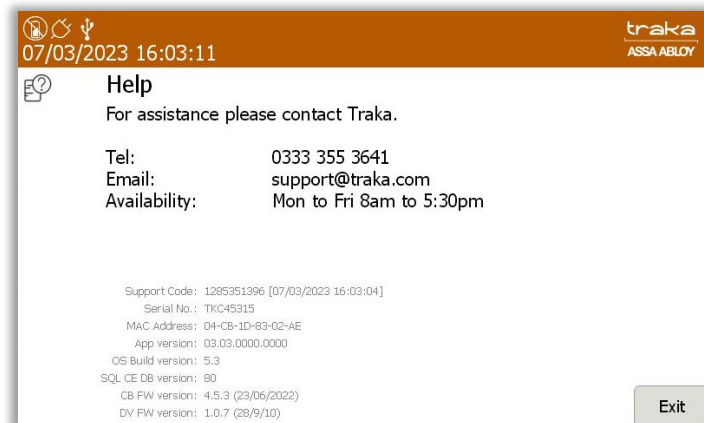 07/03/2023 16:03:11
traka
ASSA ABLOY
Help
For assistance please contact Traka.
Tel: 0333 355 3641
Email: support@traka.com
Availability: Mon to Fri 8am to 5:30pm
Support Code: 1285351396 [07/03/2023 16:03:04]
Serial No.: TKC45315
MAC Address: 04-CB-1D-83-02-AE
App version: 03.03.0000.0000
OS Build version: 5.3
SQL CE DB version: 80
CB FW version: 4.5.3 (23/06/2022)
DV FW version: 1.0.7 (28/9/10)
Exit